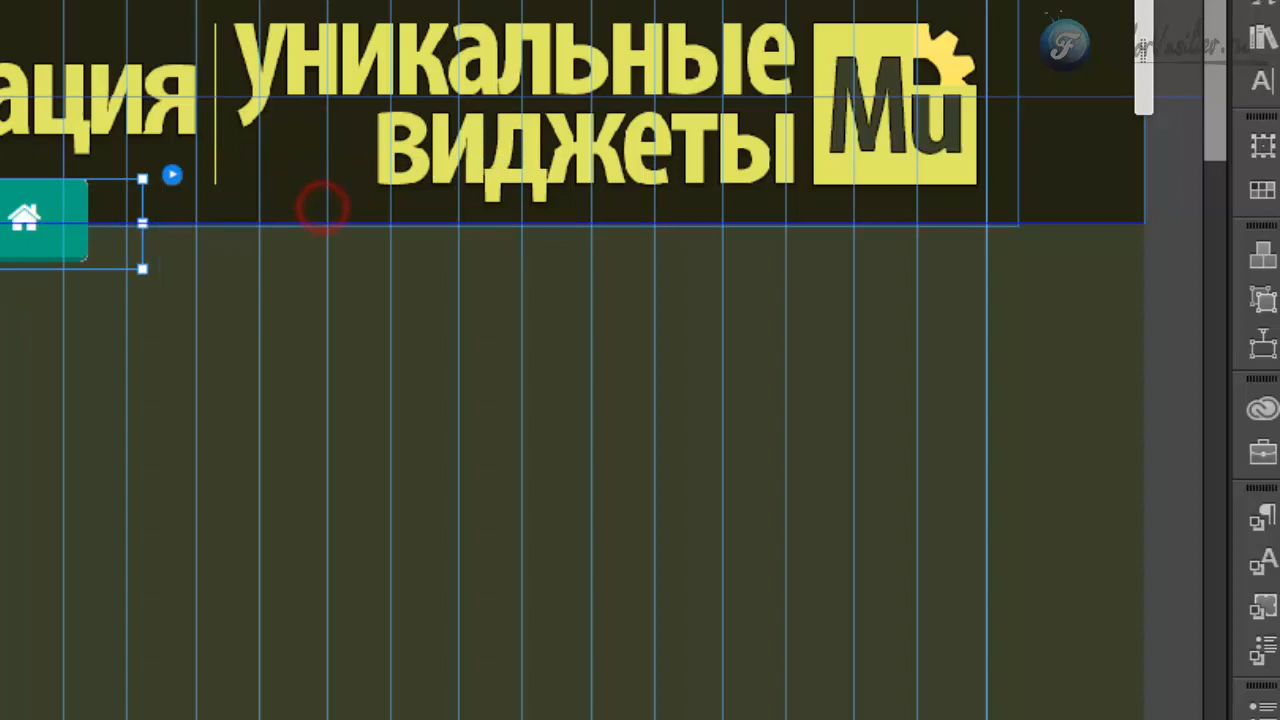 уникальные
ация
виджеты
Mu